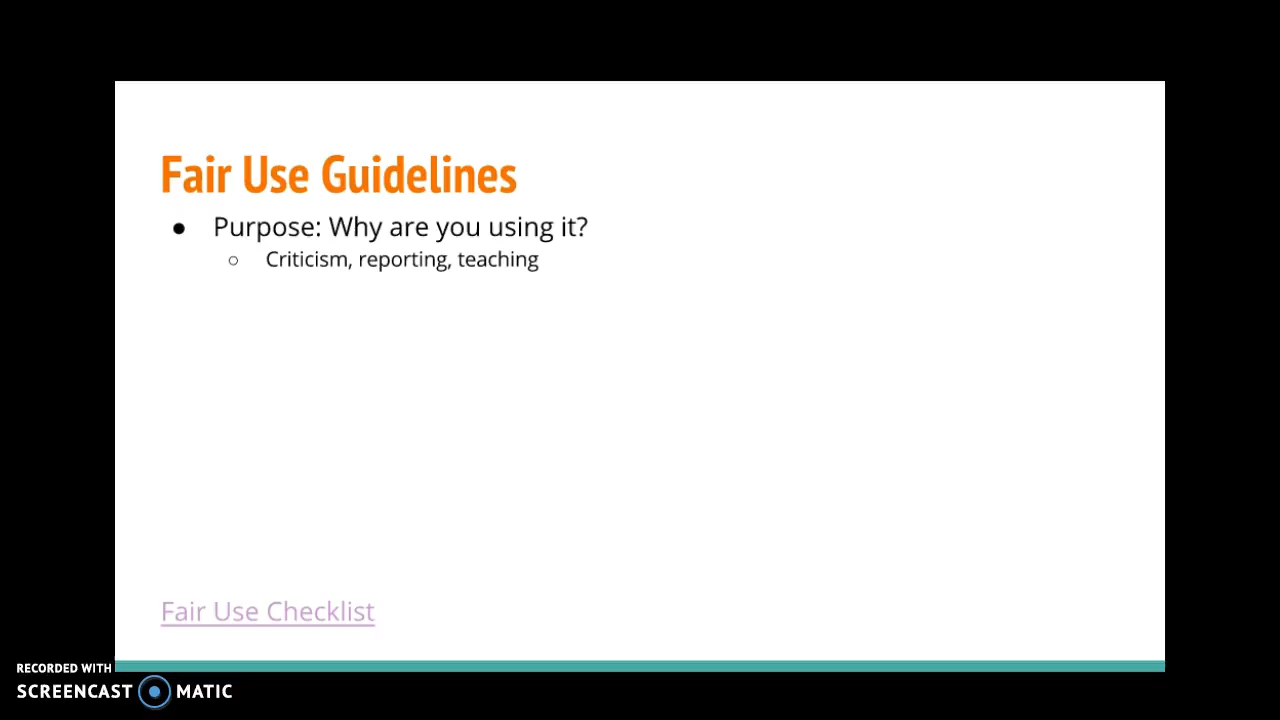 Fair Use Guidelines
● Purpose: Why are you using it?
○ Criticism, reporting, teaching
Fair Use Checklist
RECORDED WITH
SCREENCAST MATIC